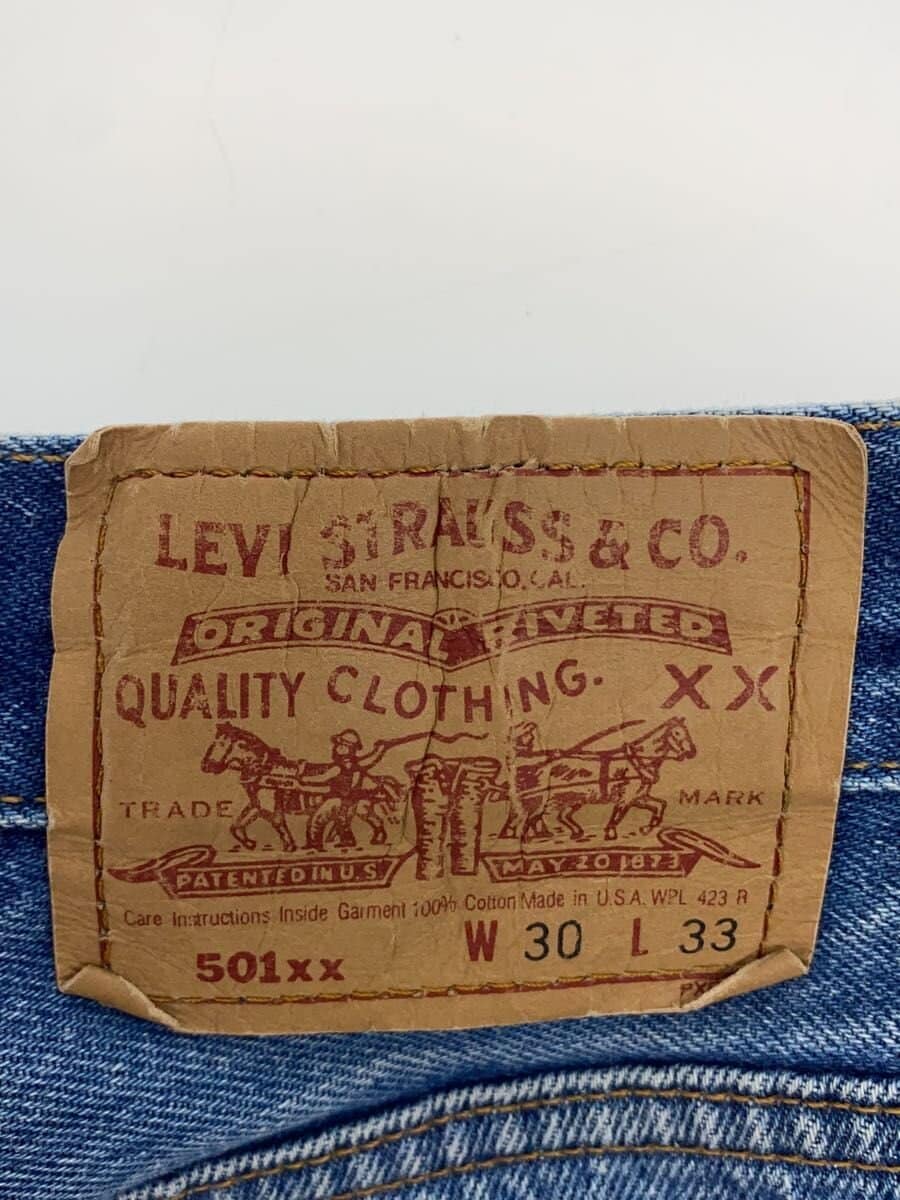 LEVI STRAUSS & CO.
SAN FRANCISCO, CAL.
ORIGINAL RIVETED
QUALITY CLOTHING. XX
TRADE MARK
PATENTED IN U.S. MAY 20 1873
Care Instructions Inside Garment 100% Cotton Made in U.S.A. WPL 423 R
501xx W 30 L 33